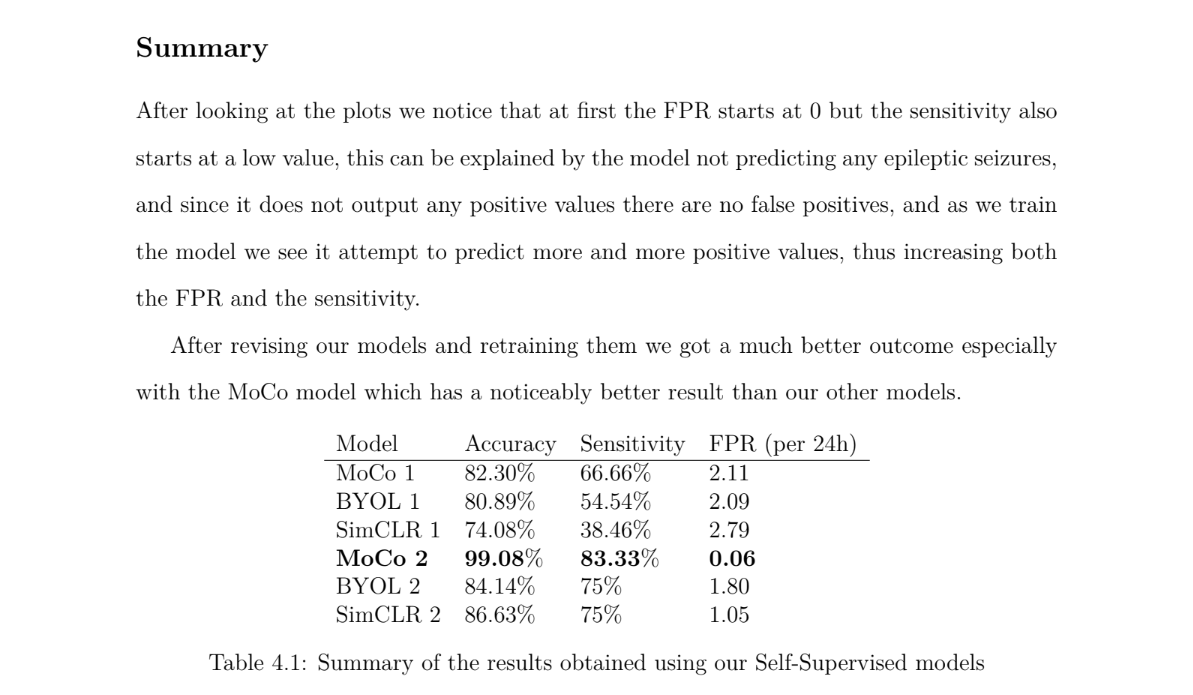 Summary
After looking at the plots we notice that at first the FPR starts at 0 but the sensitivity also
starts at a low value, this can be explained by the model not predicting any epileptic seizures,
and since it does not output any positive values there are no false positives, and as we train
the model we see it attempt to predict more and more positive values, thus increasing both
the FPR and the sensitivity.
After revising our models and retraining them we got a much better outcome especially
with the MoCo model which has a noticeably better result than our other models.
Model Accuracy Sensitivity FPR (per 24h)
MoCo 1 82.30% 66.66% 2.11
BYOL 1 80.89% 54.54% 2.09
SimCLR 1 74.08% 38.46% 2.79
MoCo 2 99.08% 83.33% 0.06
BYOL 2 84.14% 75% 1.80
SimCLR 2 86.63% 75% 1.05
Table 4.1: Summary of the results obtained using our Self-Supervised models